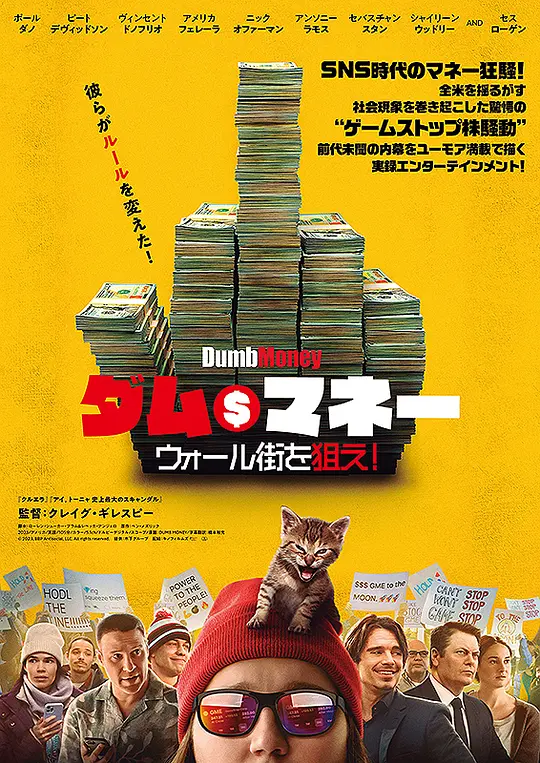 ポール
ダノ
ピート
デヴィッドソン
ヴィンセント
ドノフリオ
アメリカ
フェレーラ
ニック
オファーマン
アンソニー
ラモス
セバスチャン
スタン
シャイリーン
ウッドリー
AND
セス
ローゲン
SNS時代のマネー狂騒!
全米を揺るがす
社会現象を巻き起こした驚愕の
“ゲームストップ株騒動”
前代未聞の内幕をユーモア満載で描く
実録エンターテインメント!
彼らがルールを変えた!
DumbMoney
ダム$マネー
ウォール街を狙え!
『クルエラ』『アイ,トーニャ 史上最大のスキャンダル』
監督:クレイグ・ギレスピー
HODL
THE
LINE!!!!!
squeeze them
POWER
TO THE
PEOPLE!
$$$ GME to the
MOON,
HOLD
CAN'T STOP
WON'T STOP
GAME STOP
GME